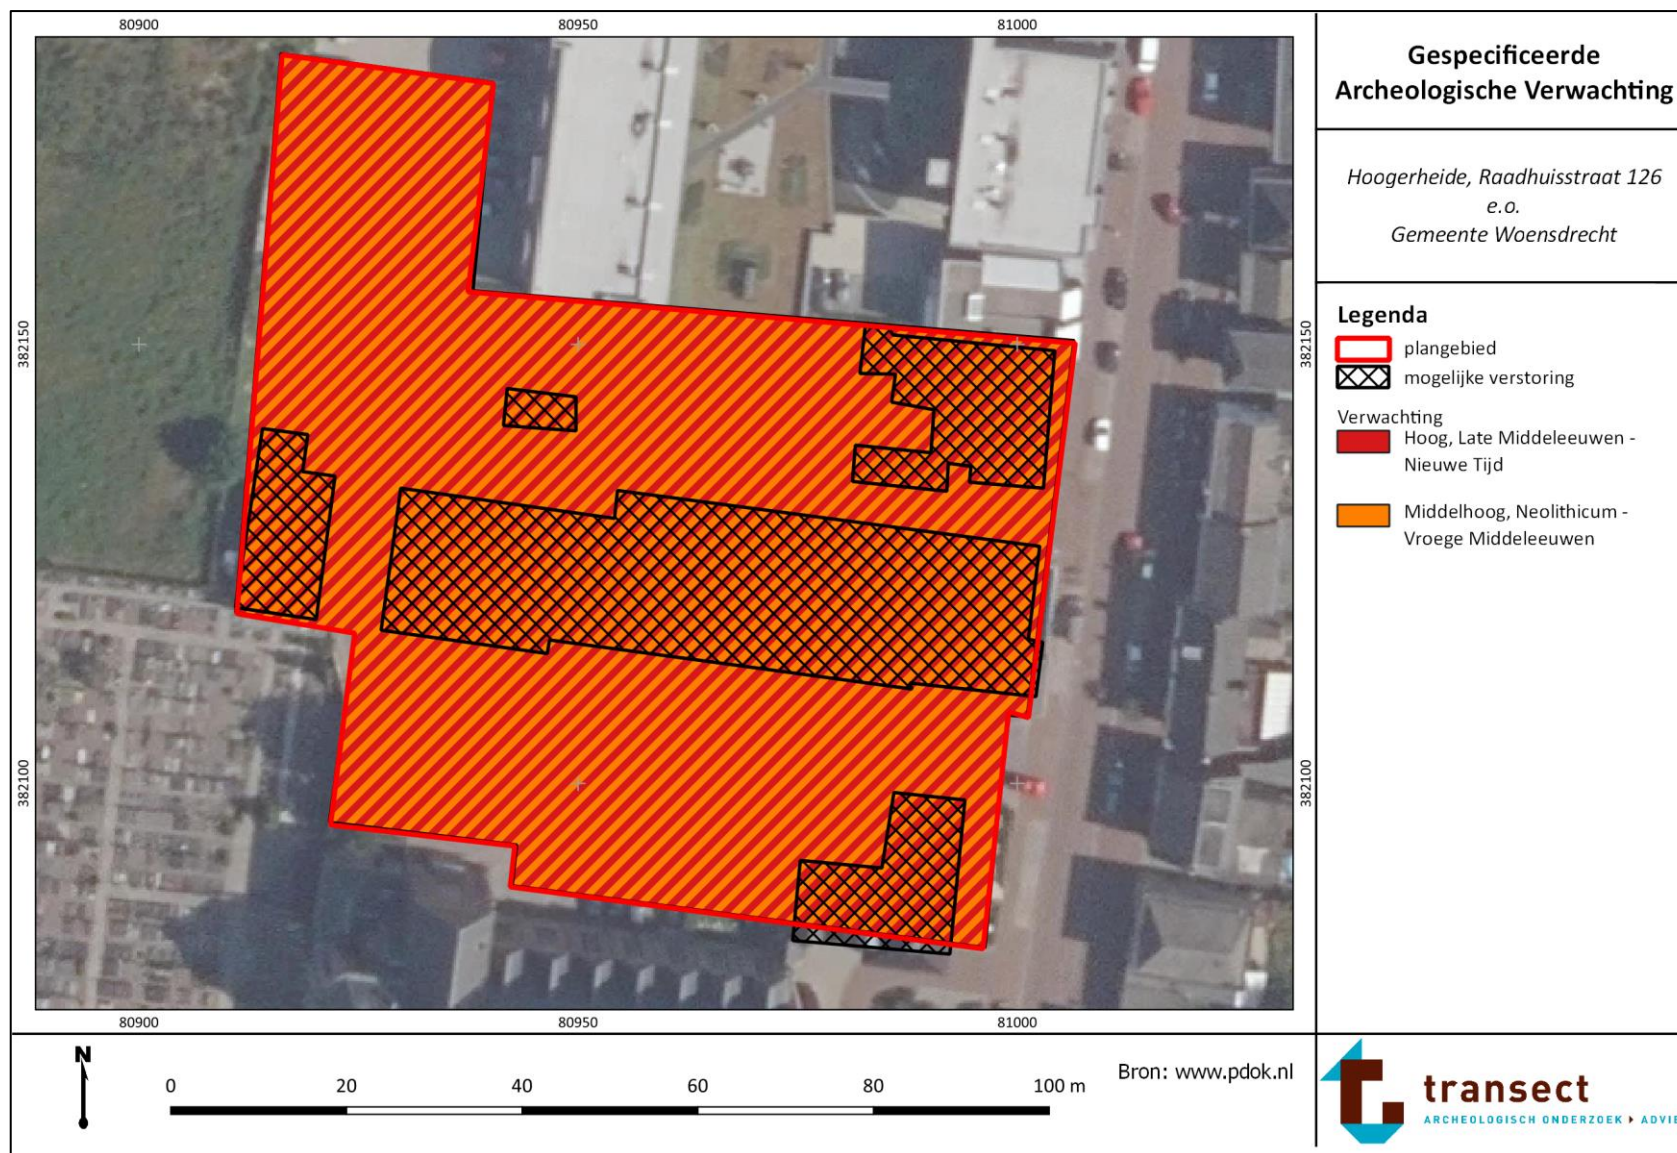 80900 80950 81000
382150 382150
382100 382100
80900 80950 81000
N
0 20 40 60 80 100 m
Bron: www.pdok.nl
Gespecificeerde
Archeologische Verwachting
Hoogerheide, Raadhuisstraat 126
e.o.
Gemeente Woensdrecht
Legenda
plangebied
mogelijke verstoring
Verwachting
Hoog, Late Middeleeuwen -
Nieuwe Tijd
Middelhoog, Neolithicum -
Vroege Middeleeuwen
transect
ARCHEOLOGISCH ONDERZOEK ADVIE